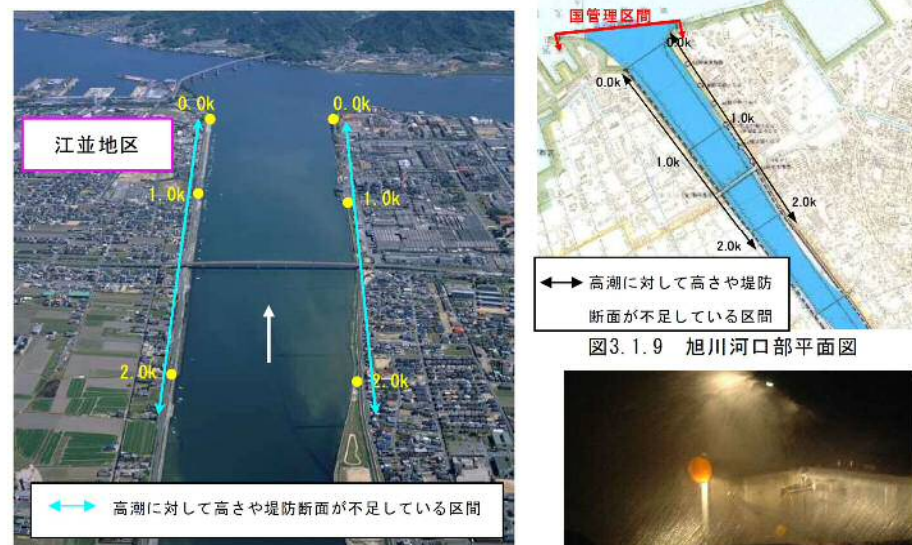 0.0k
0.0k
江並地区
1.0k
1.0k
2.0k
2.0k
高潮に対して高さや堤防断面が不足している区間
国管理区間
0.0k
0.0k
1.0k
1.0k
2.0k
2.0k
高潮に対して高さや堤防
断面が不足している区間
図3.1.9 旭川河口部平面図